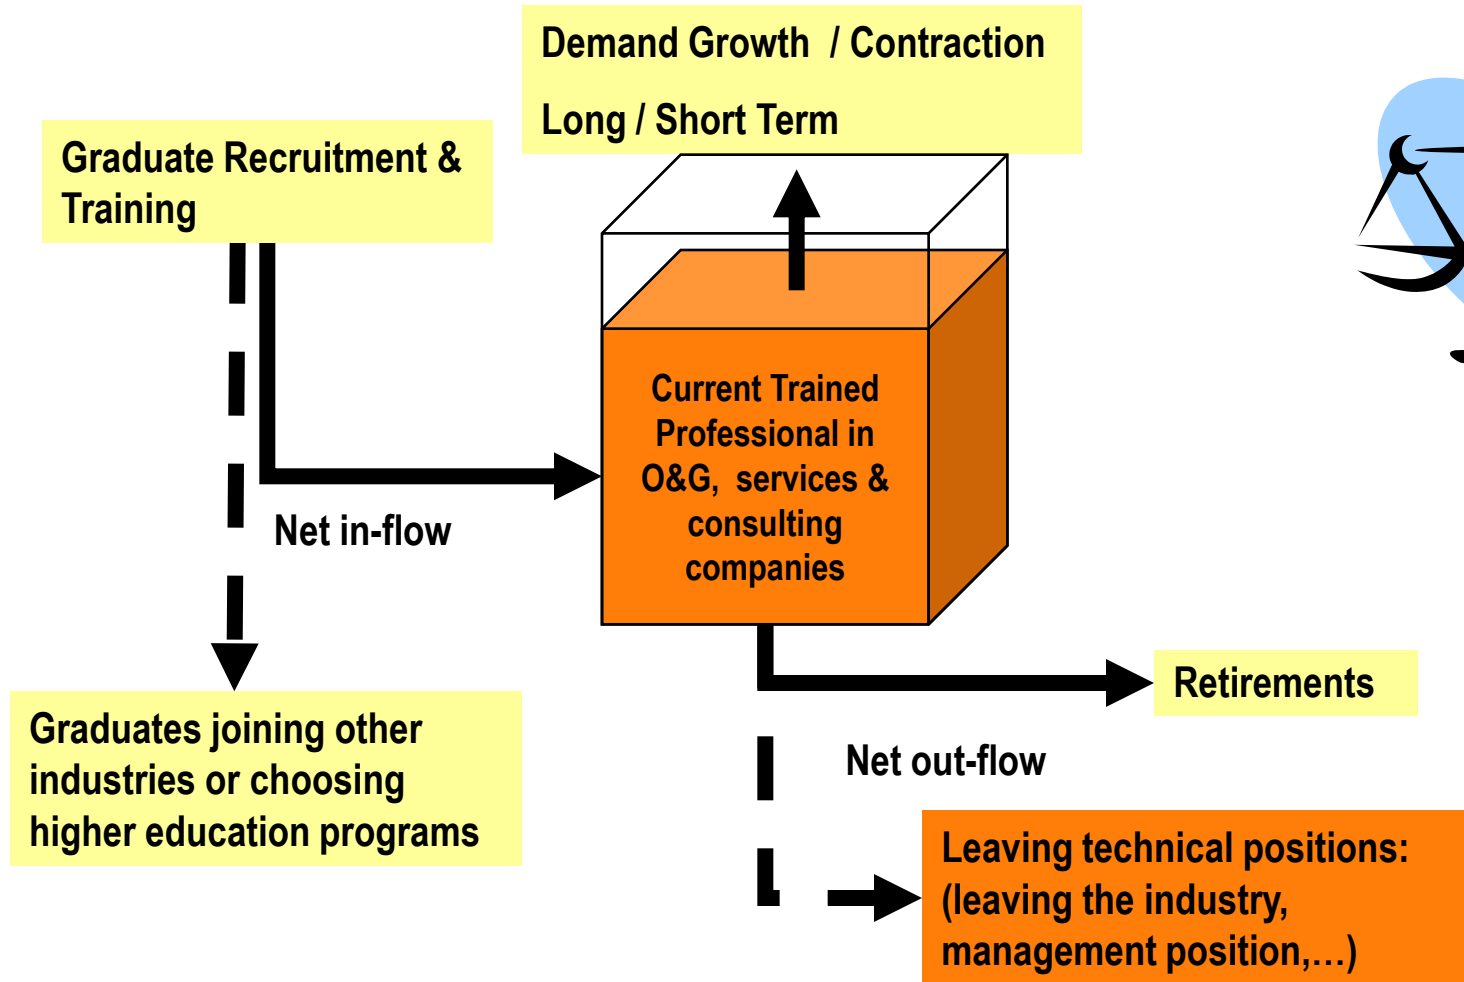 Demand Growth / Contraction
Long / Short Term
Graduate Recruitment &
Training
Current Trained
Professional in
O&G, services &
consulting
companies
Net in-flow
Retirements
Net out-flow
Graduates joining other
industries or choosing
higher education programs
Leaving technical positions:
(leaving the industry,
management position,…)